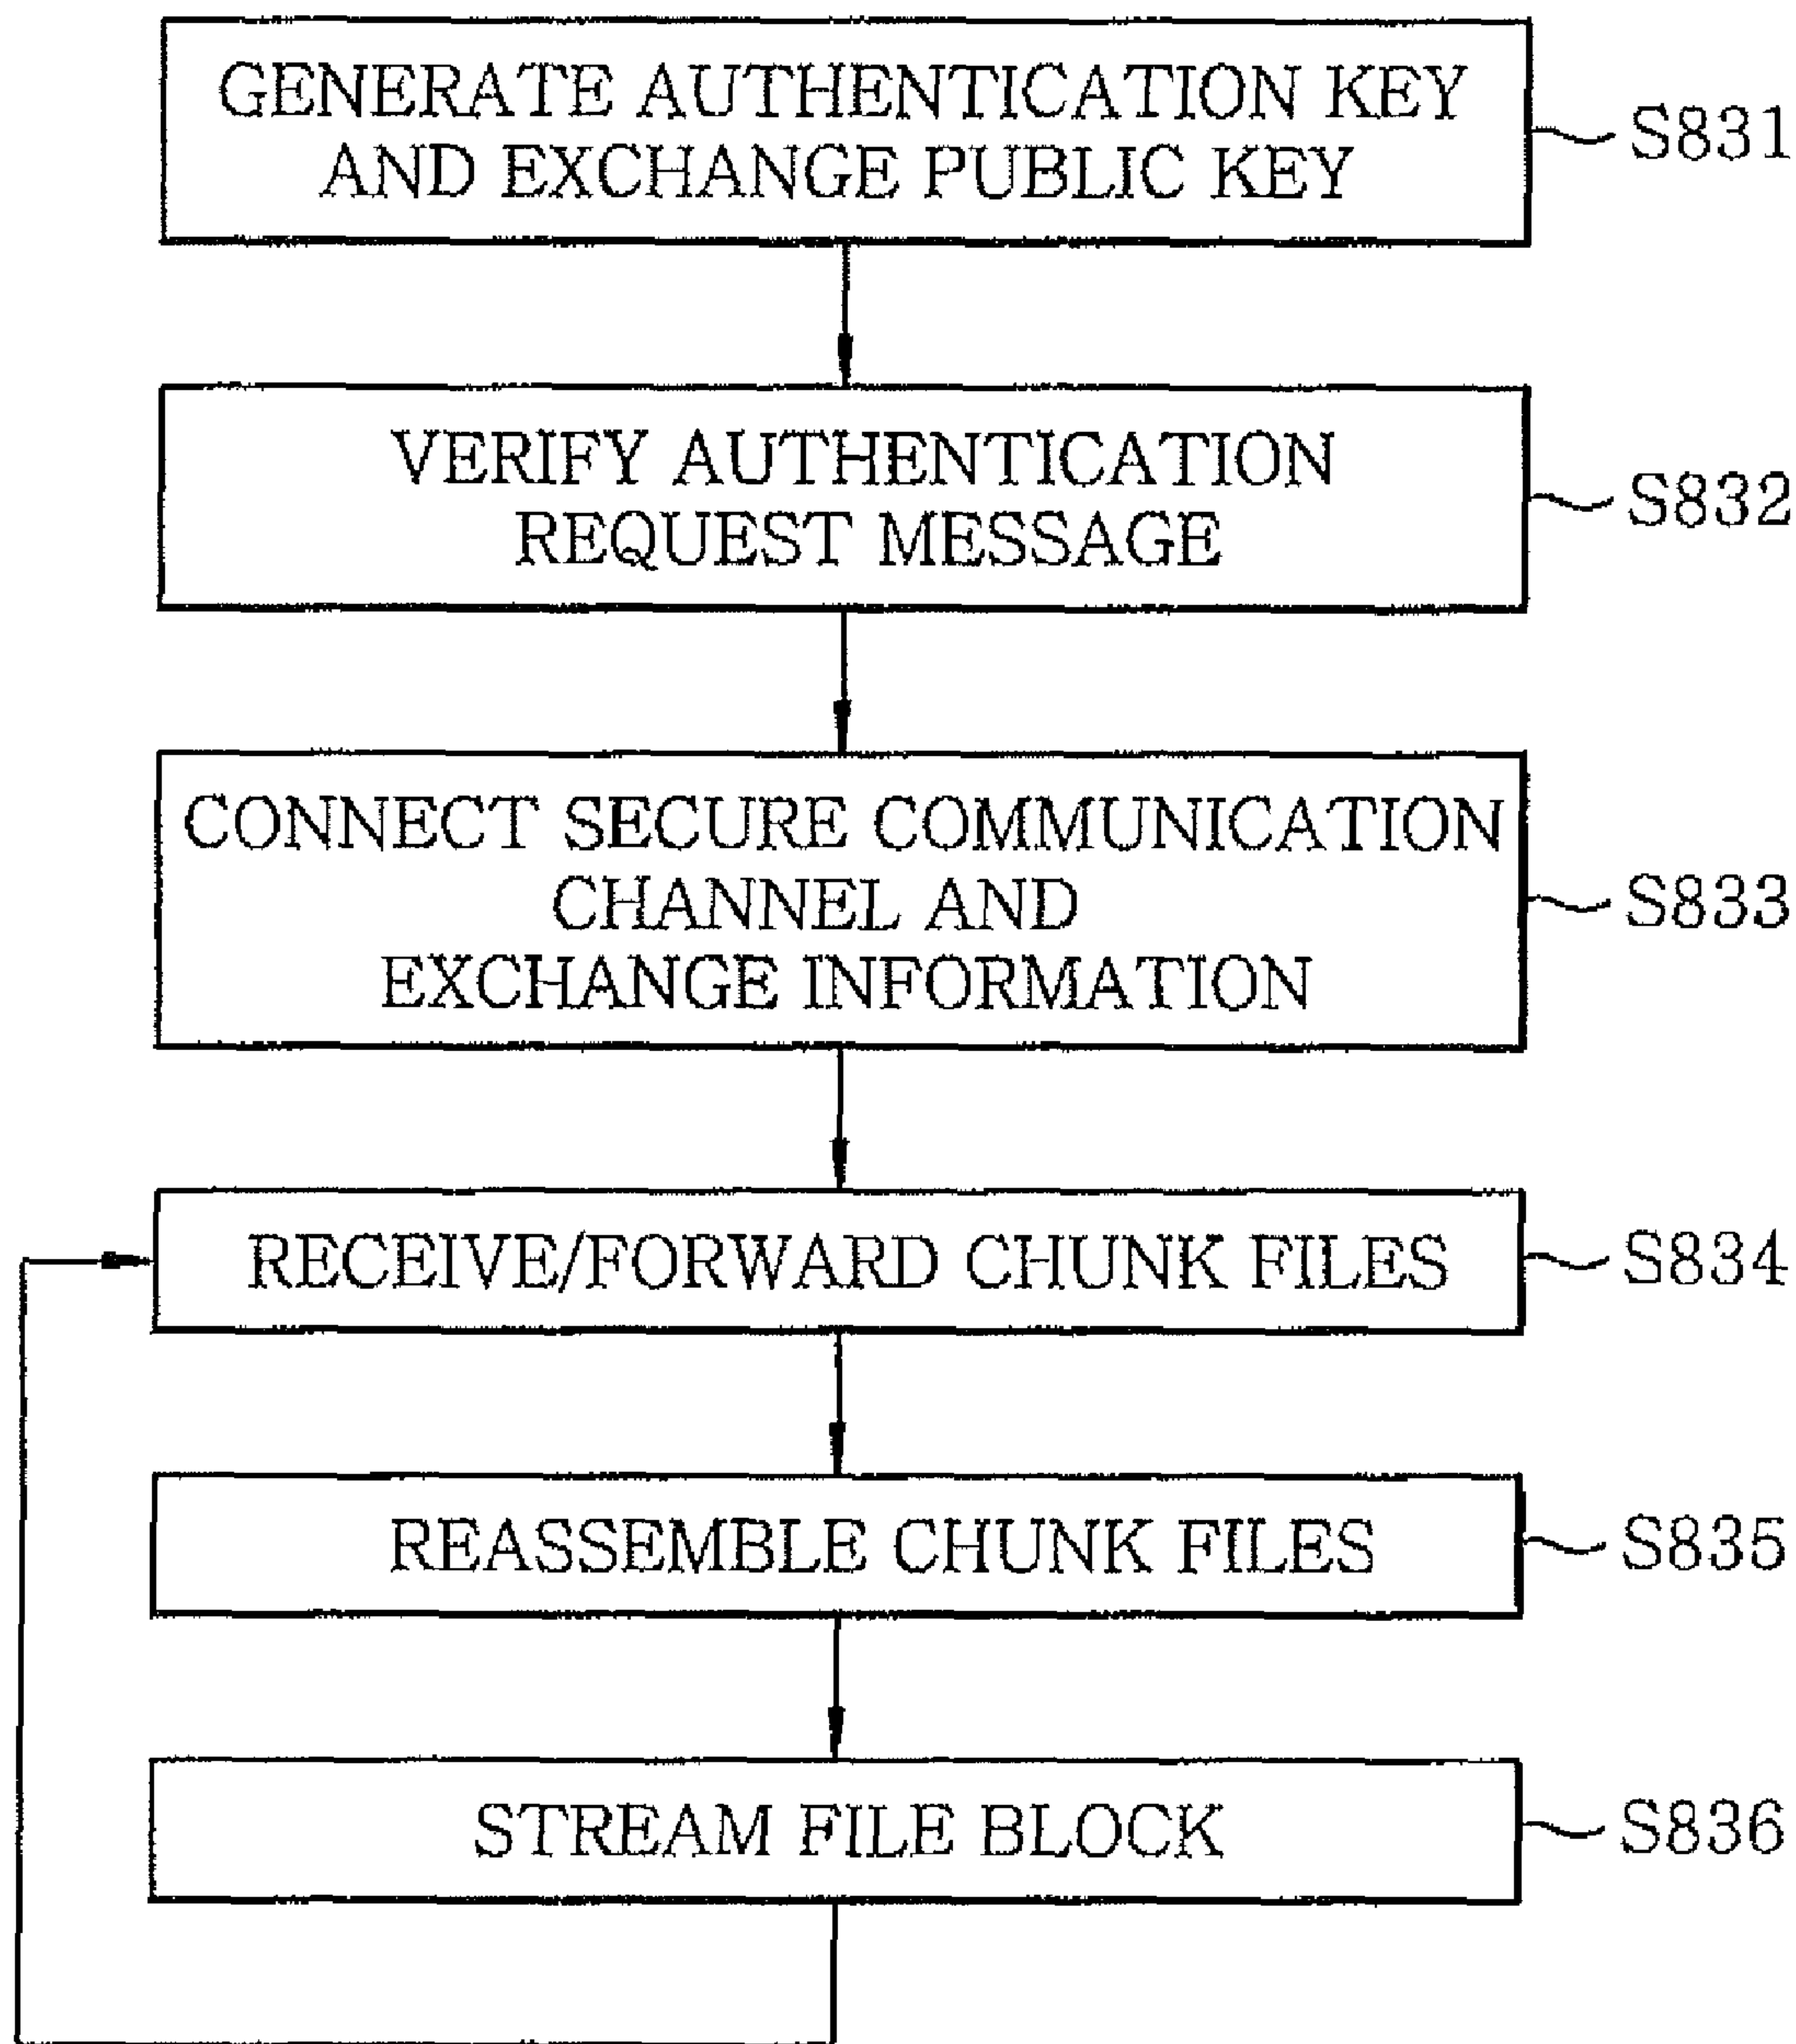 GENERATE AUTHENTICATION KEY
AND EXCHANGE PUBLIC KEY
S831
VERIFY AUTHENTICATION
REQUEST MESSAGE
S832
CONNECT SECURE COMMUNICATION
CHANNEL AND
EXCHANGE INFORMATION
S833
RECEIVE/FORWARD CHUNK FILES
S834
REASSEMBLE CHUNK FILES
S835
STREAM FILE BLOCK
S836